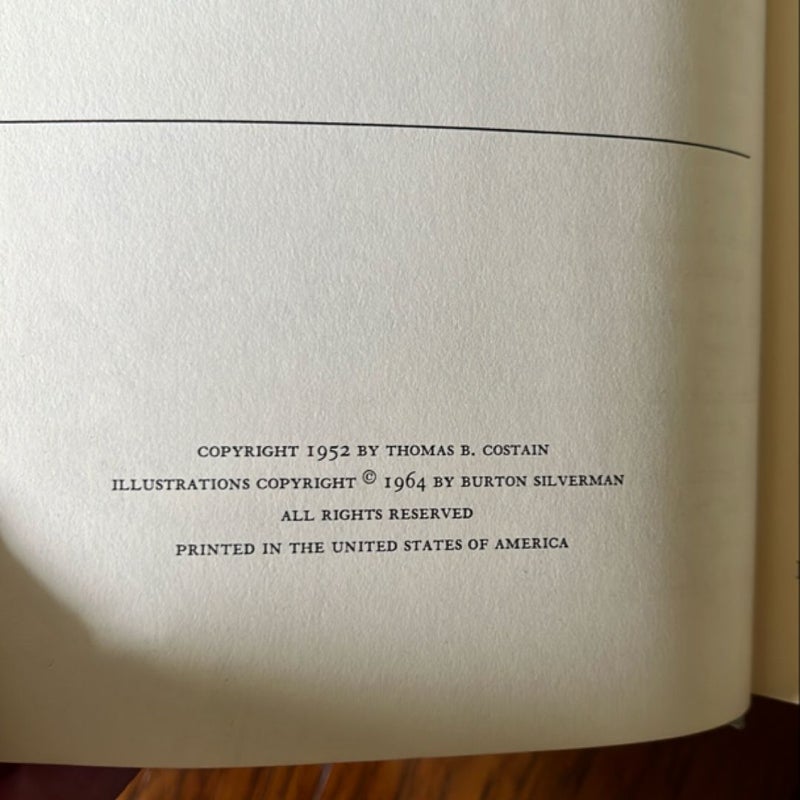 COPYRIGHT 1952 BY THOMAS B. COSTAIN
ILLUSTRATIONS COPYRIGHT © 1964 BY BURTON SILVERMAN
ALL RIGHTS RESERVED
PRINTED IN THE UNITED STATES OF AMERICA